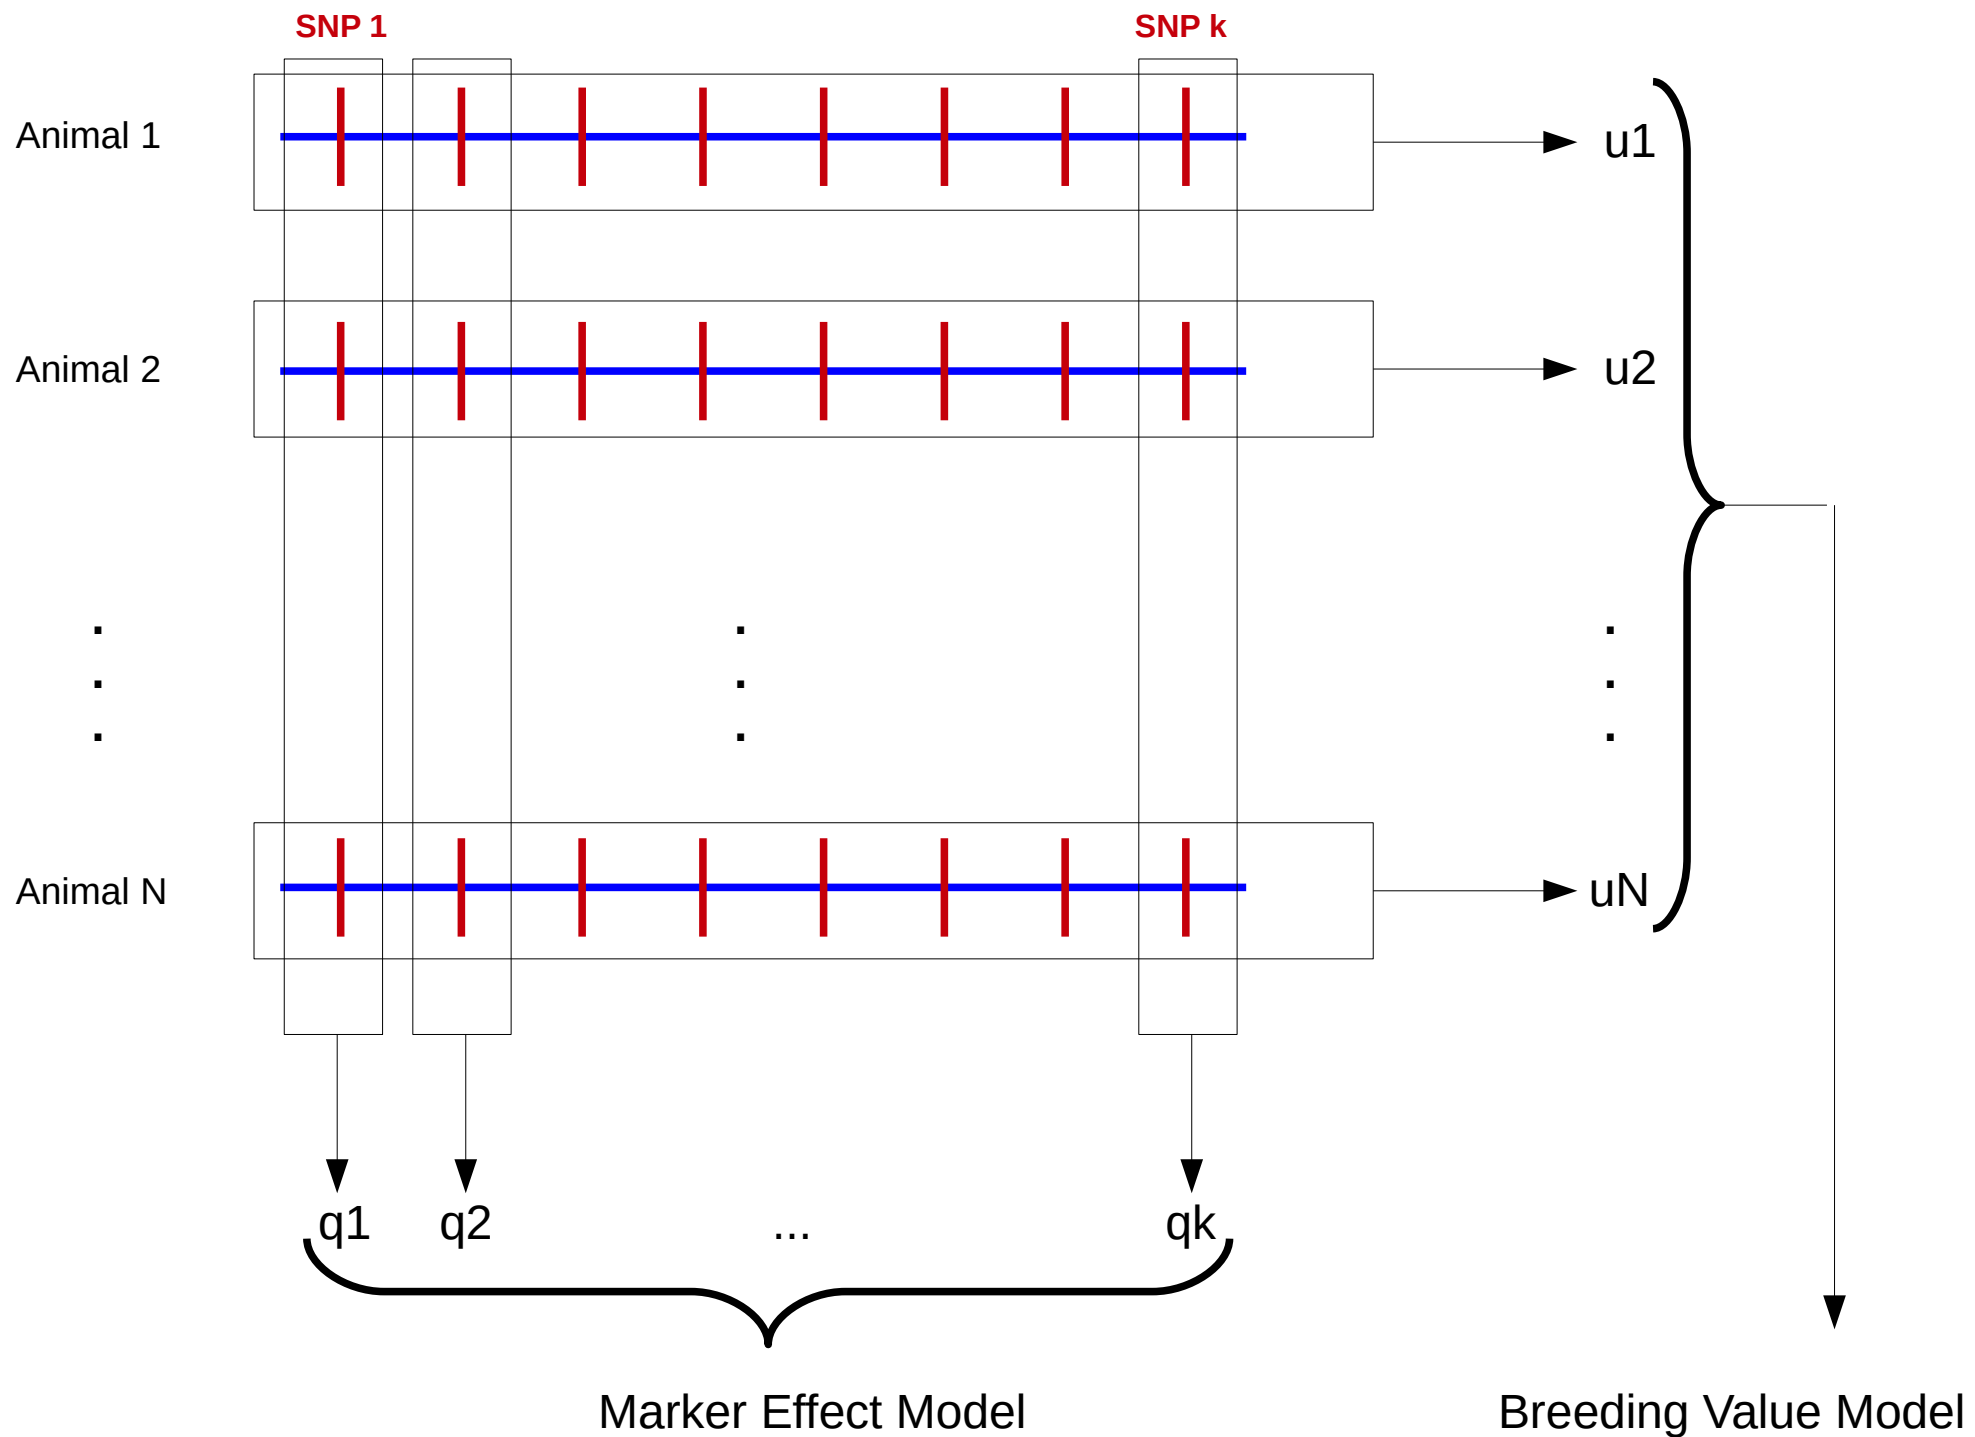 SNP 1
SNP k
Animal 1
u1
Animal 2
u2
. . .
. . .
. . .
Animal N
uN
q1 q2 ... qk
Marker Effect Model
Breeding Value Model